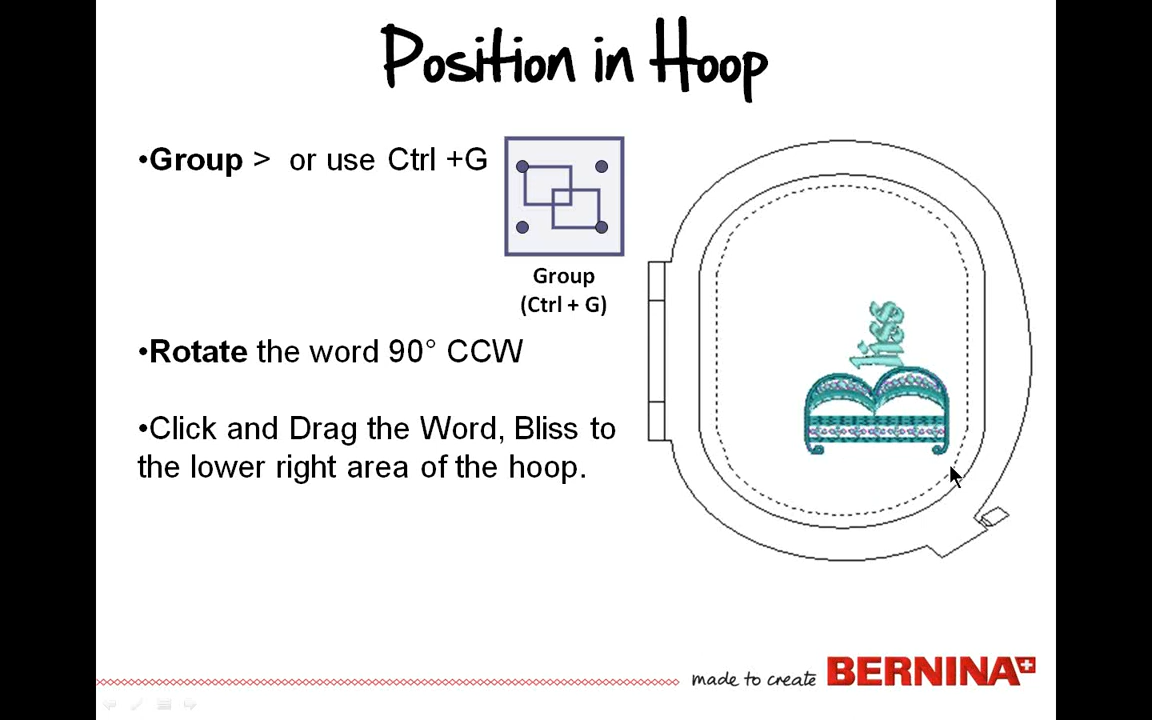 Position in Hoop
•Group > or use Ctrl +G
Group
(Ctrl + G)
•Rotate the word 90° CCW
•Click and Drag the Word, Bliss to
the lower right area of the hoop.
liss
made to create BERNINA